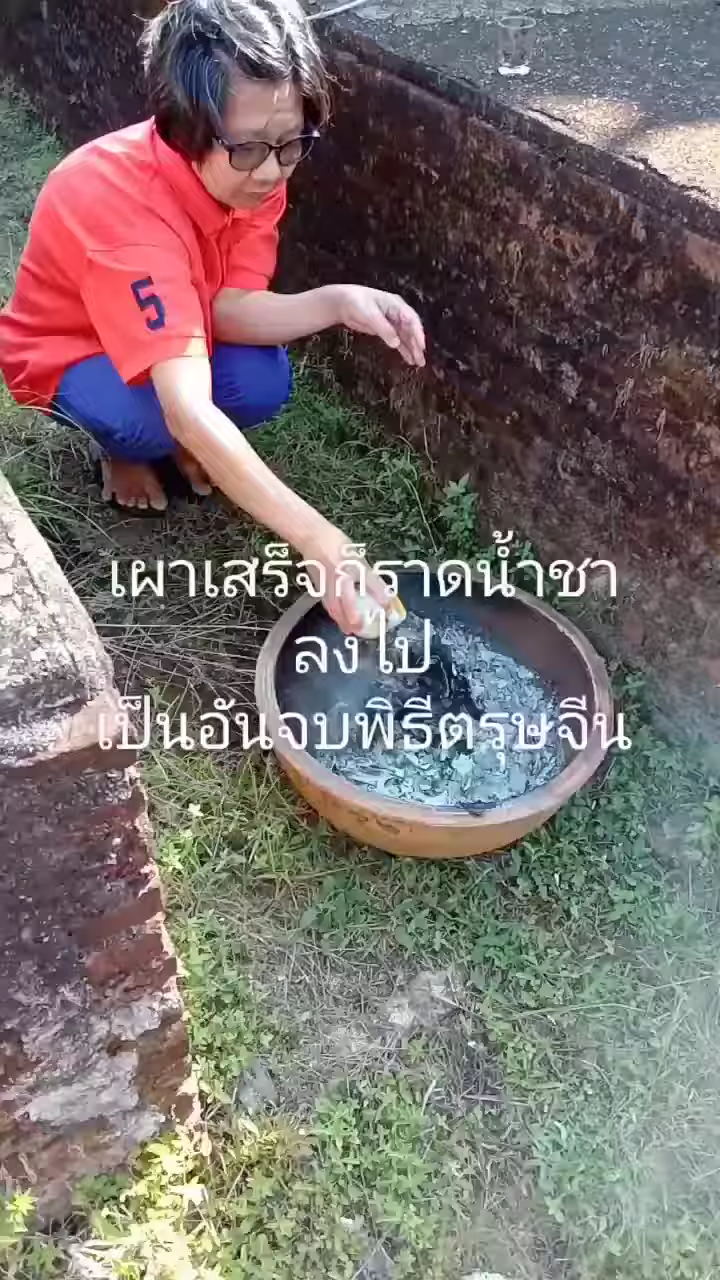 5
เผาเสร็จก็ราดน้ำชา
ลงไป
เป็นอันจบพิธีตรุษจีน